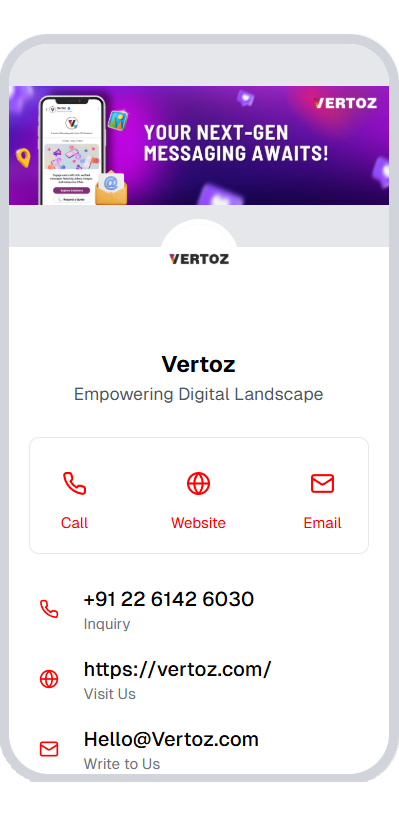 VERTOZ
YOUR NEXT-GEN
MESSAGING AWAITS!
VERTOZ
Vertoz
Empowering Digital Landscape
Call
Website
Email
+91 22 6142 6030
Inquiry
https://vertoz.com/
Visit Us
Hello@Vertoz.com
Write to Us